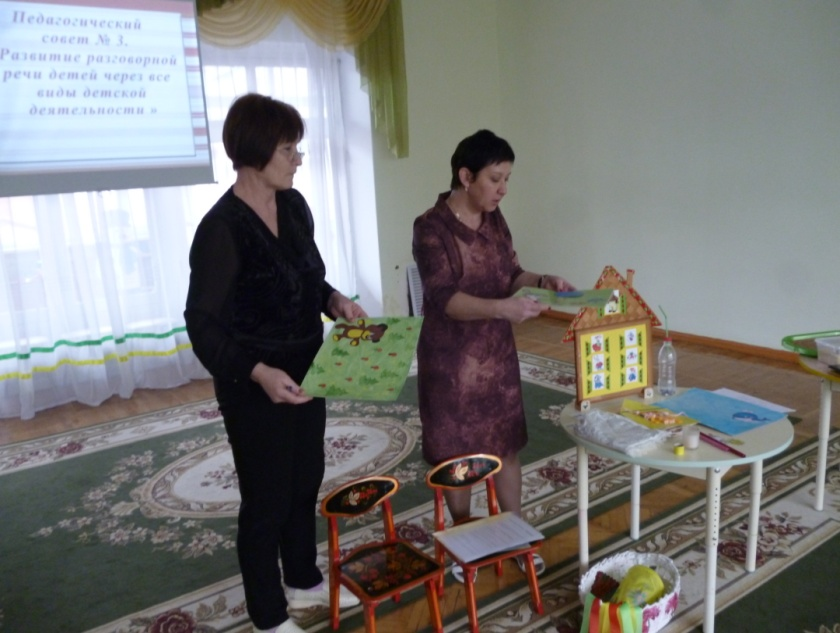 Педагогический
совет № 3.
Развитие разговорной
речи детей через все
виды детской
деятельности »